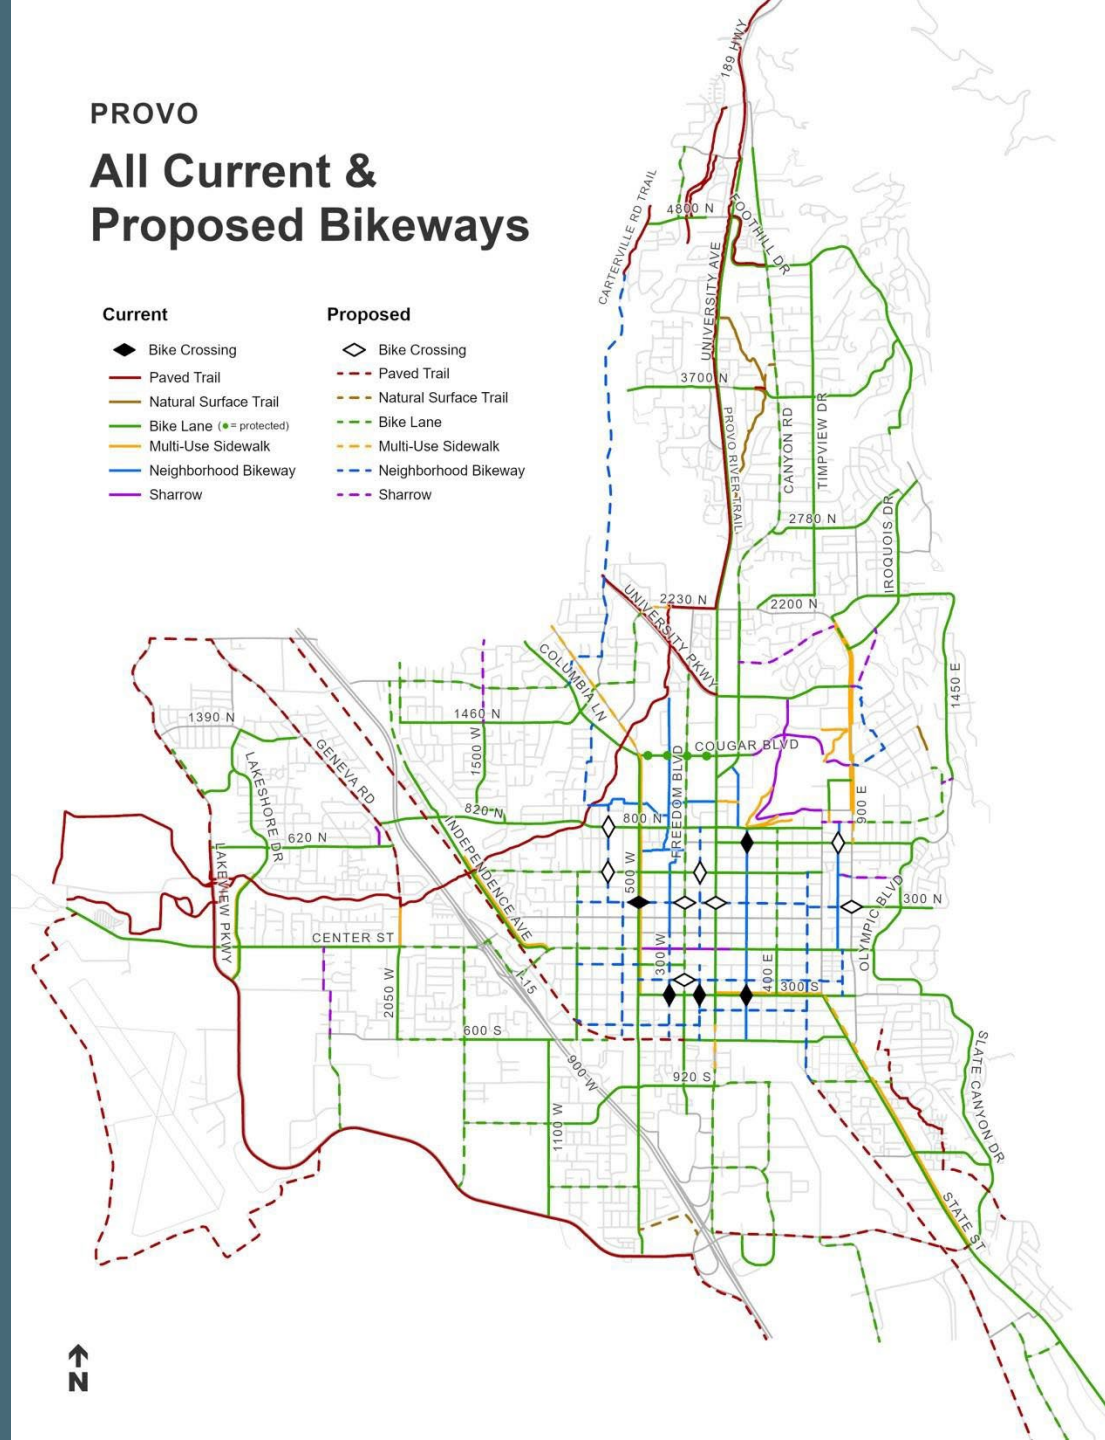 PROVO
All Current &
Proposed Bikeways
Current
Bike Crossing
Paved Trail
Natural Surface Trail
Bike Lane (● = protected)
Multi-Use Sidewalk
Neighborhood Bikeway
Sharrow
Proposed
Bike Crossing
Paved Trail
Natural Surface Trail
Bike Lane
Multi-Use Sidewalk
Neighborhood Bikeway
Sharrow
189 HWY
CARTERVILLE RD TRAIL
4800 N
FOOTHILL DR
UNIVERSITY AVE
3700 N
PROVO RIVER TRAIL
CANYON RD
TIMPVIEW DR
2780 N
IROQUOIS DR
UNIVERSITY PKWY
2230 N
2200 N
COLUMBIA LN
1450 E
1390 N
1460 N
1500 W
GENEVA RD
LAKESHORE DR
COUGAR BLVD
FREEDOM BLVD
900 E
820 N
800 N
620 N
INDEPENDENCE AVE
500 W
LAKEVIEW PKWY
OLYMPIC BLVD
300 N
CENTER ST
300 W
400 E
300 S
2050 W
I-15
600 S
900 W
920 S
1100 W
SLATE CANYON DR
STATE ST
N